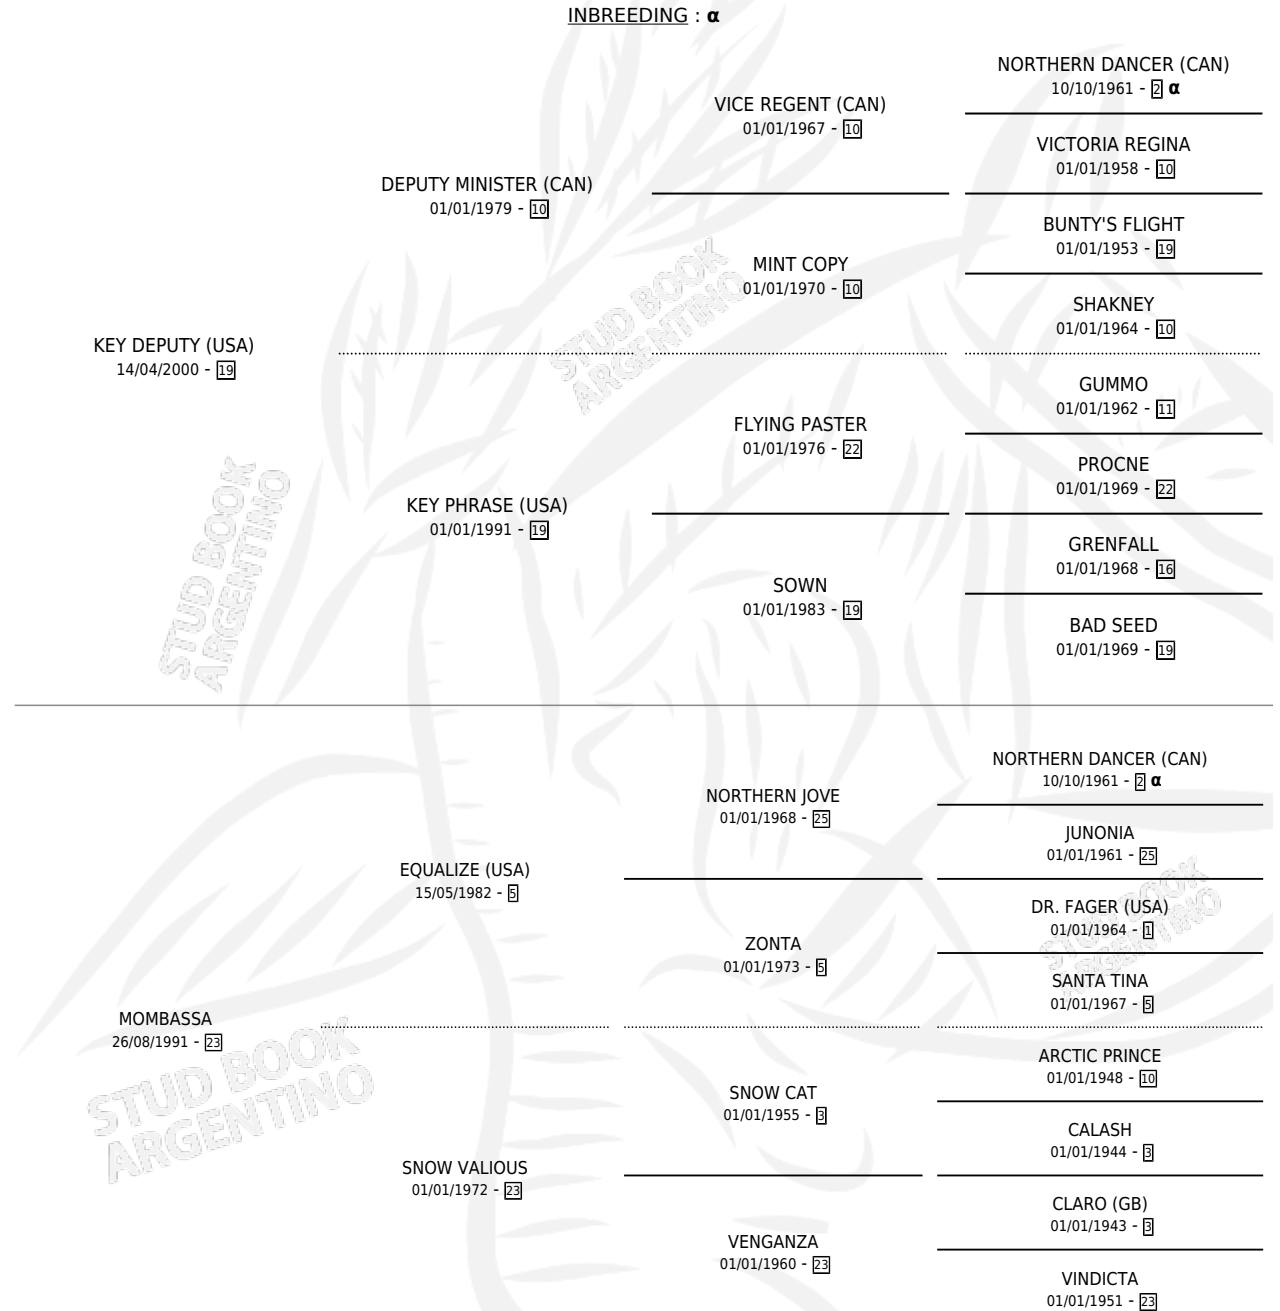 INBREEDING : α
NORTHERN DANCER (CAN)
10/10/1961 - 2 α
VICE REGENT (CAN)
01/01/1967 - 10
VICTORIA REGINA
01/01/1958 - 10
DEPUTY MINISTER (CAN)
01/01/1979 - 10
BUNTY'S FLIGHT
01/01/1953 - 19
MINT COPY
01/01/1970 - 10
SHAKNEY
01/01/1964 - 10
KEY DEPUTY (USA)
14/04/2000 - 19
GUMMO
01/01/1962 - 11
FLYING PASTER
01/01/1976 - 22
PROCNE
01/01/1969 - 22
KEY PHRASE (USA)
01/01/1991 - 19
GRENFALL
01/01/1968 - 16
SOWN
01/01/1983 - 19
BAD SEED
01/01/1969 - 19
NORTHERN DANCER (CAN)
10/10/1961 - 2 α
NORTHERN JOVE
01/01/1968 - 25
JUNONIA
01/01/1961 - 25
EQUALIZE (USA)
15/05/1982 - 5
DR. FAGER (USA)
01/01/1964 - 1
ZONTA
01/01/1973 - 5
SANTA TINA
01/01/1967 - 5
MOMBASSA
26/08/1991 - 23
ARCTIC PRINCE
01/01/1948 - 10
SNOW CAT
01/01/1955 - 3
CALASH
01/01/1944 - 3
SNOW VALIOUS
01/01/1972 - 23
CLARO (GB)
01/01/1943 - 3
VENGANZA
01/01/1960 - 23
VINDICTA
01/01/1951 - 23
STUD BOOK
ARGENTINO
STUD BOOK
ARGENTINO
STUD BOOK
ARGENTINO
STUD BOOK
ARGENTINO